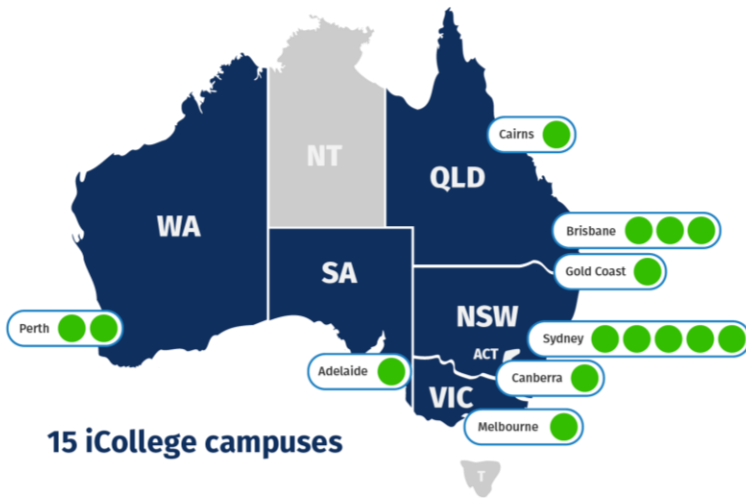 NT
Cairns
QLD
WA
Brisbane
SA
Gold Coast
NSW
Perth
Sydney
ACT
Adelaide
Canberra
VIC
Melbourne
15 iCollege campuses
T